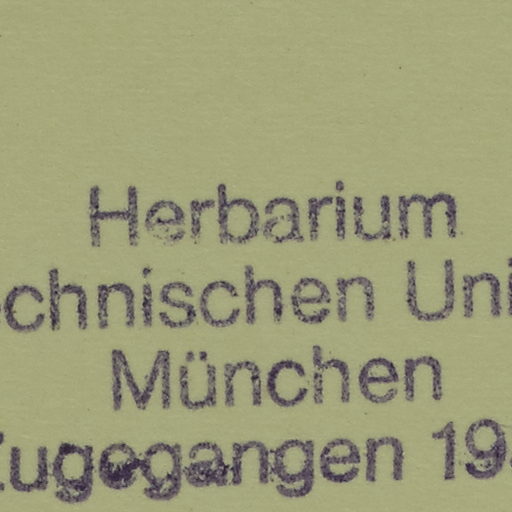 Herbarium
chnischen Uni
München
Zugegangen 19